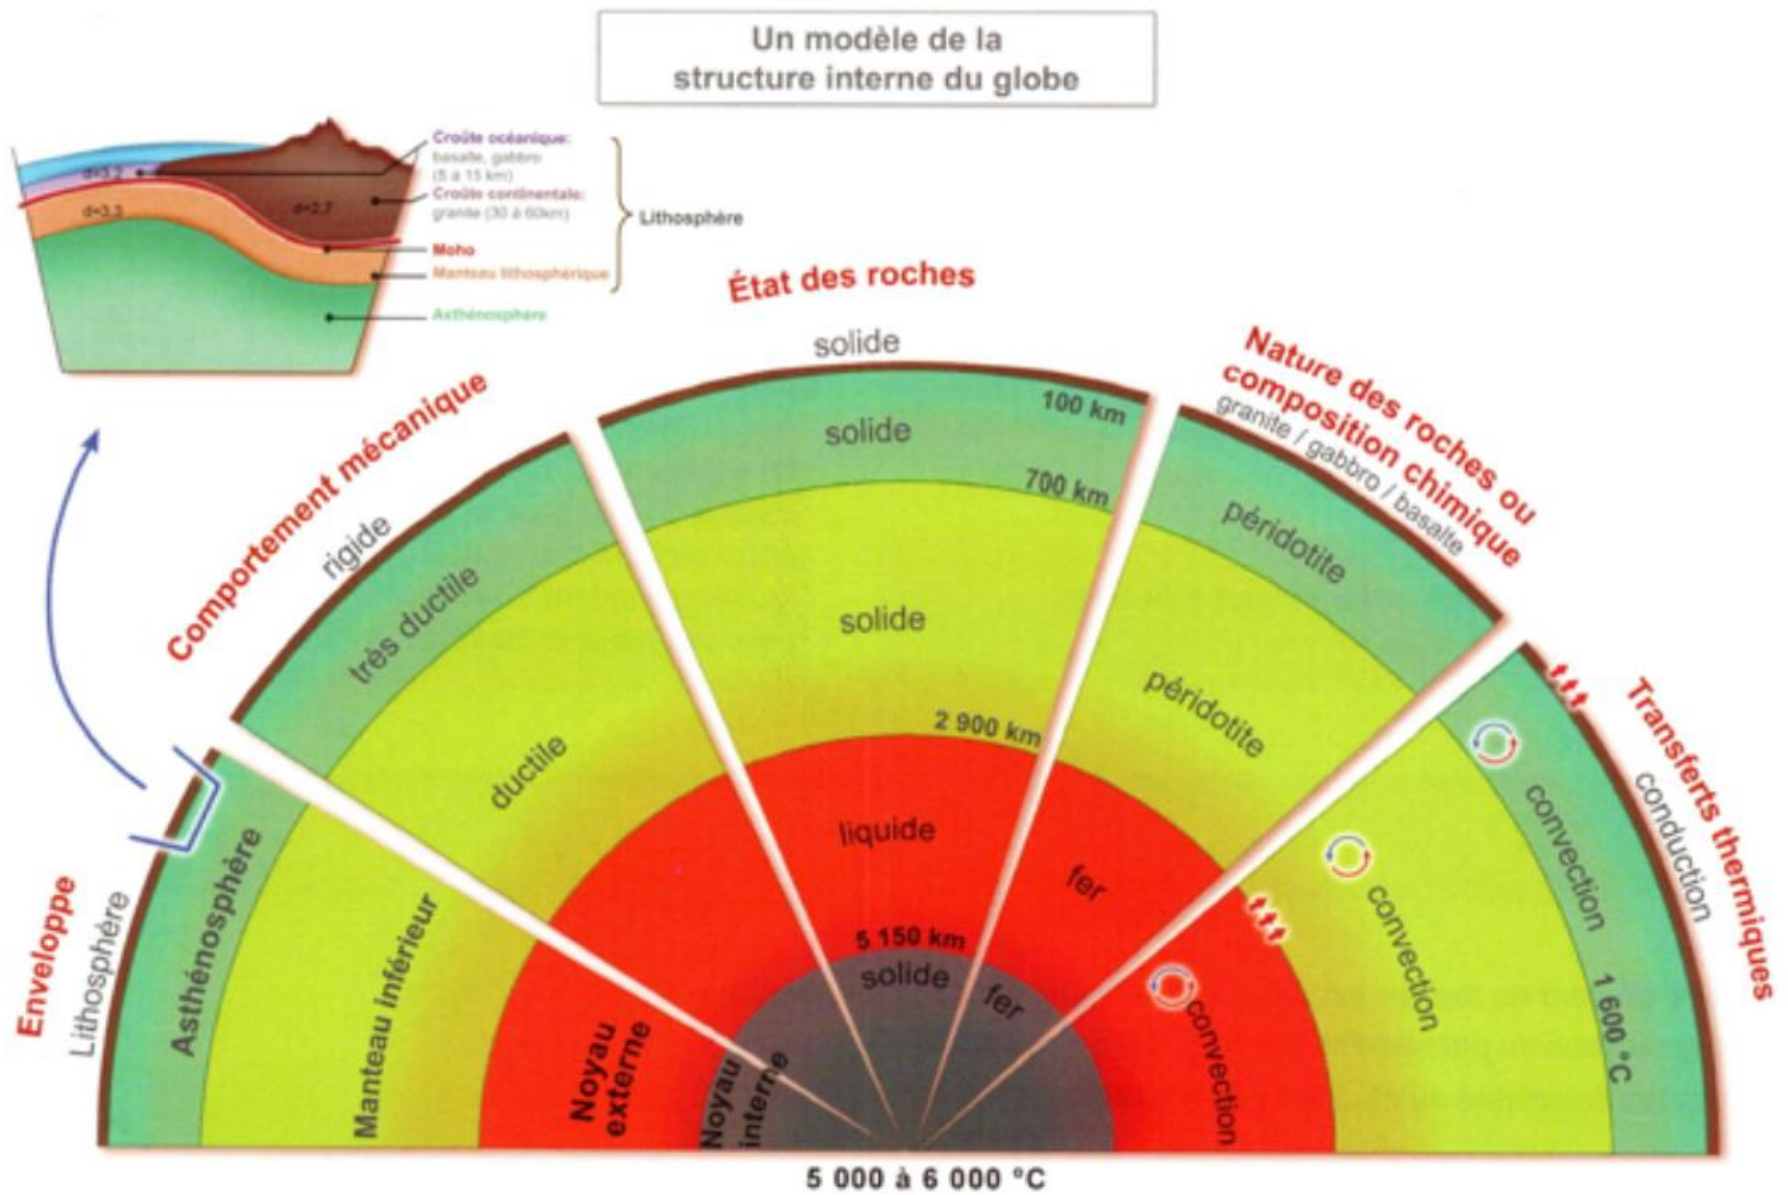 Un modèle de la
structure interne du globe
Croûte océanique:
basalte, gabbro
(5 à 15 km)
Croûte continentale:
granite (30 à 60km)
Moho
Manteau lithosphérique
Asthénosphère
Lithosphère
d=3,2
d=3,3
d=2,7
Enveloppe
Lithosphère
Asthénosphère
Manteau inférieur
Noyau
externe
Noyau
interne
Comportement mécanique
rigide
très ductile
ductile
État des roches
solide
solide
100 km
700 km
solide
2 900 km
liquide
5 150 km
solide
Nature des roches ou
composition chimique
granite / gabbro / basalte
péridotite
péridotite
fer
fer
Transferts thermiques
conduction
convection
1 600 °C
convection
convection
5 000 à 6 000 °C